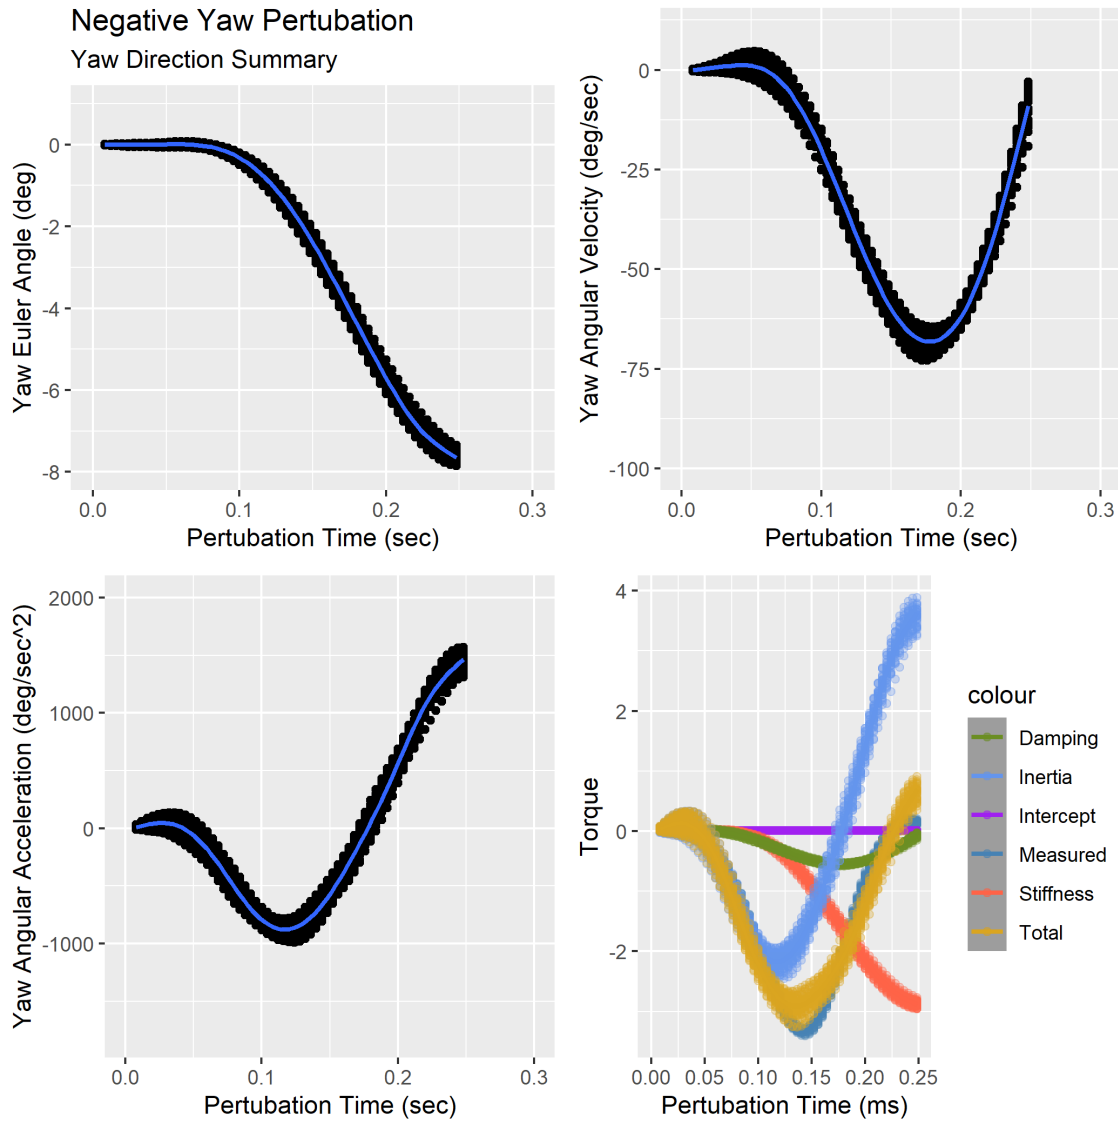 Negative Yaw Pertubation
Yaw Direction Summary
Yaw Euler Angle (deg)
0
-2
-4
-6
-8
0.0 0.1 0.2 0.3
Pertubation Time (sec)
Yaw Angular Velocity (deg/sec)
0
-25
-50
-75
-100
0.0 0.1 0.2 0.3
Pertubation Time (sec)
Yaw Angular Acceleration (deg/sec^2)
2000
1000
0
-1000
0.0 0.1 0.2 0.3
Pertubation Time (sec)
Torque
4
2
0
-2
0.00 0.05 0.10 0.15 0.20 0.25
Pertubation Time (ms)
colour
Damping
Inertia
Intercept
Measured
Stiffness
Total